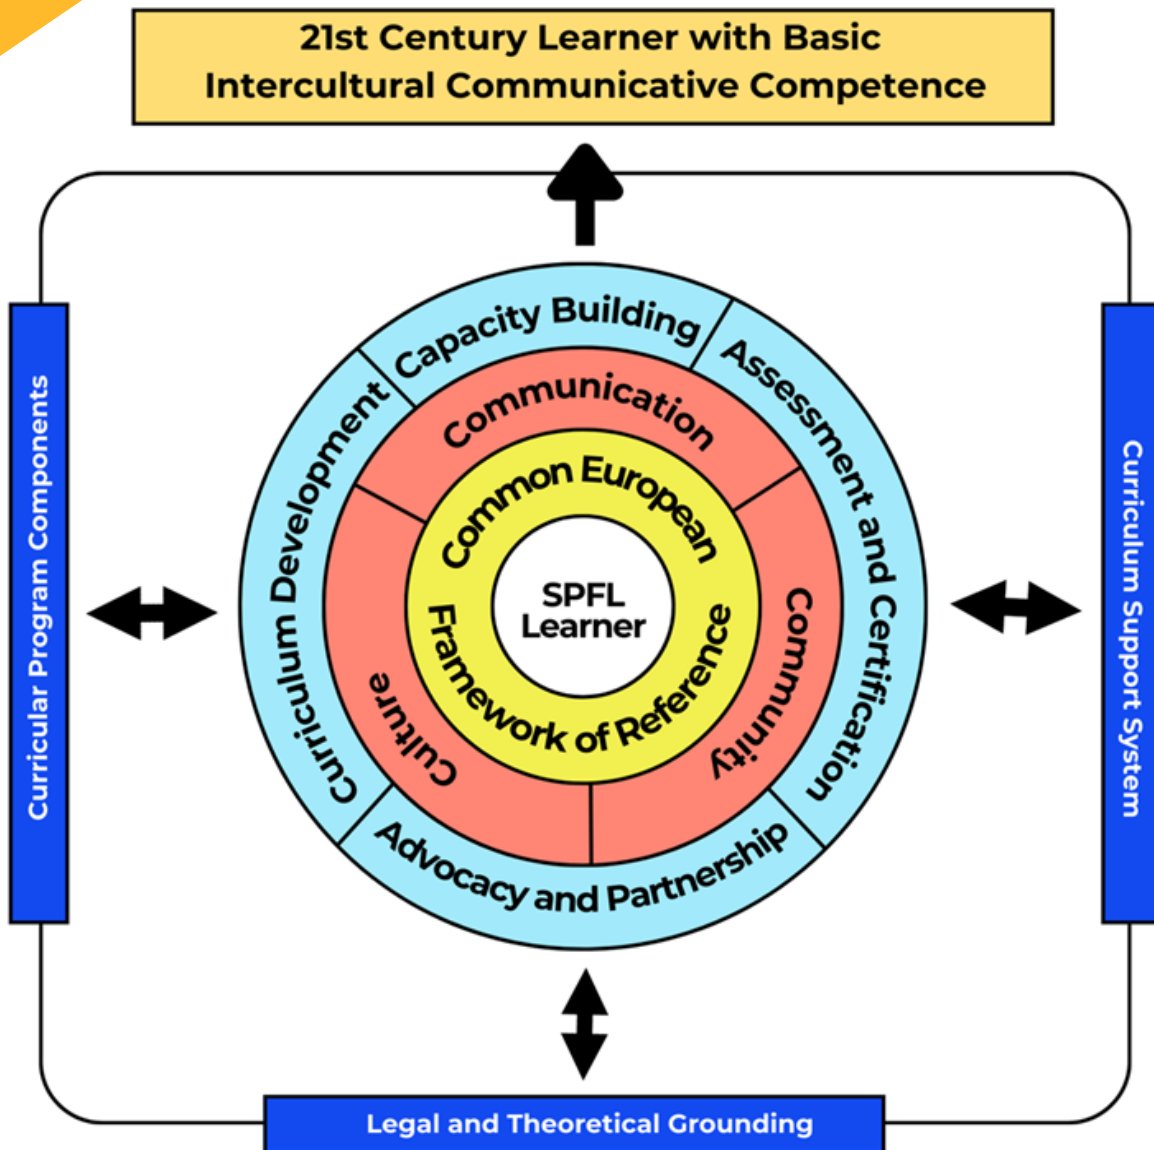 21st Century Learner with Basic
Intercultural Communicative Competence
Capacity Building
Assessment and Certification
Curriculum Development
Advocacy and Partnership
Communication
Community
Culture
Common European
Framework of Reference
SPFL
Learner
Curricular Program Components
Curriculum Support System
Legal and Theoretical Grounding